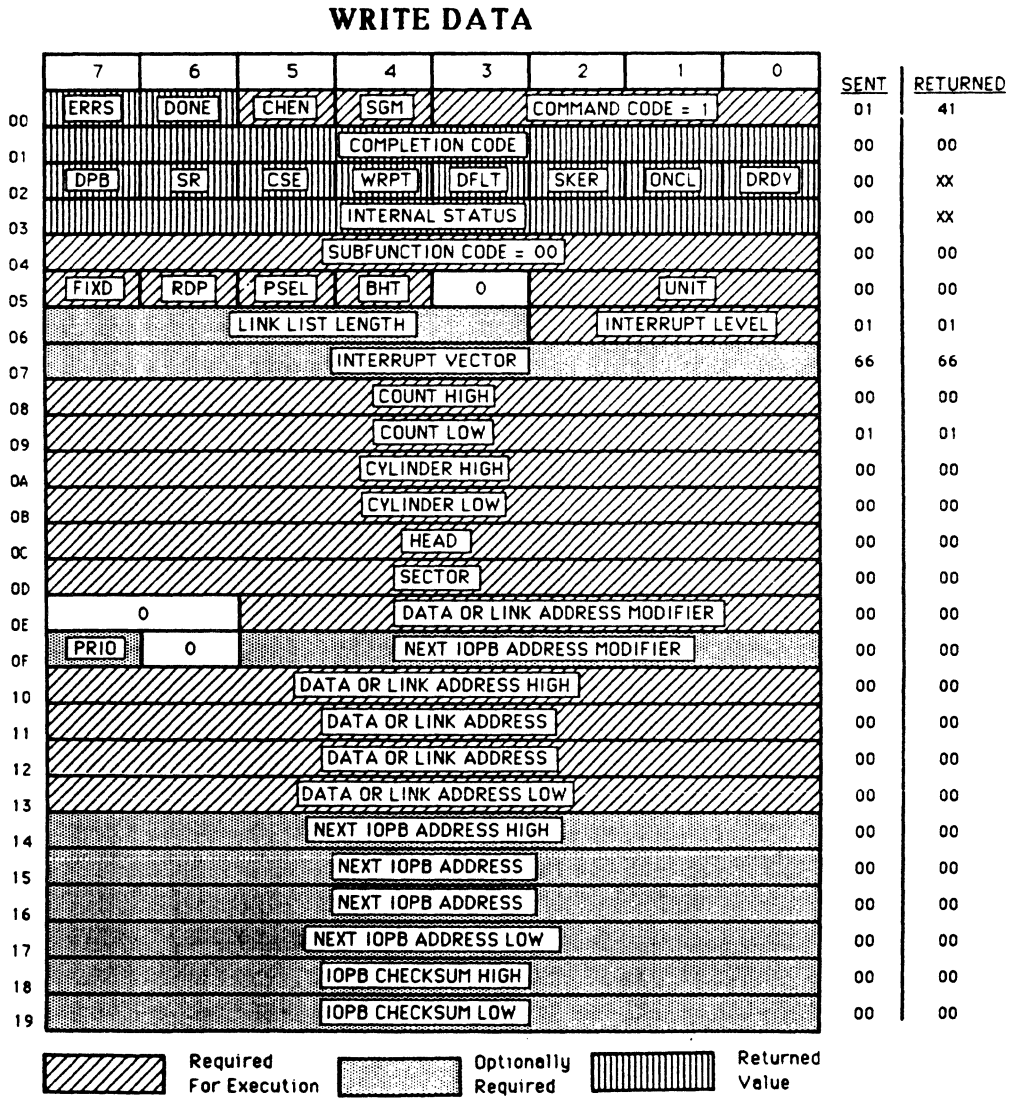 WRITE DATA
7 6 5 4 3 2 1 0 SENT RETURNED
00 ERRS DONE CHEN SGM COMMAND CODE = 1 01 41
01 COMPLETION CODE 00 00
02 DPB SR CSE WRPT DFLT SKER ONCL DRDY 00 XX
03 INTERNAL STATUS 00 XX
04 SUBFUNCTION CODE = 00 00 00
05 FIXD RDP PSEL BHT 0 UNIT 00 00
06 LINK LIST LENGTH INTERRUPT LEVEL 01 01
07 INTERRUPT VECTOR 66 66
08 COUNT HIGH 00 00
09 COUNT LOW 01 01
0A CYLINDER HIGH 00 00
0B CYLINDER LOW 00 00
0C HEAD 00 00
0D SECTOR 00 00
0E 0 DATA OR LINK ADDRESS MODIFIER 00 00
0F PRIO 0 NEXT IOPB ADDRESS MODIFIER 00 00
10 DATA OR LINK ADDRESS HIGH 00 00
11 DATA OR LINK ADDRESS 00 00
12 DATA OR LINK ADDRESS 00 00
13 DATA OR LINK ADDRESS LOW 00 00
14 NEXT IOPB ADDRESS HIGH 00 00
15 NEXT IOPB ADDRESS 00 00
16 NEXT IOPB ADDRESS 00 00
17 NEXT IOPB ADDRESS LOW 00 00
18 IOPB CHECKSUM HIGH 00 00
19 IOPB CHECKSUM LOW 00 00
Required Optionally Returned
For Execution Required Value